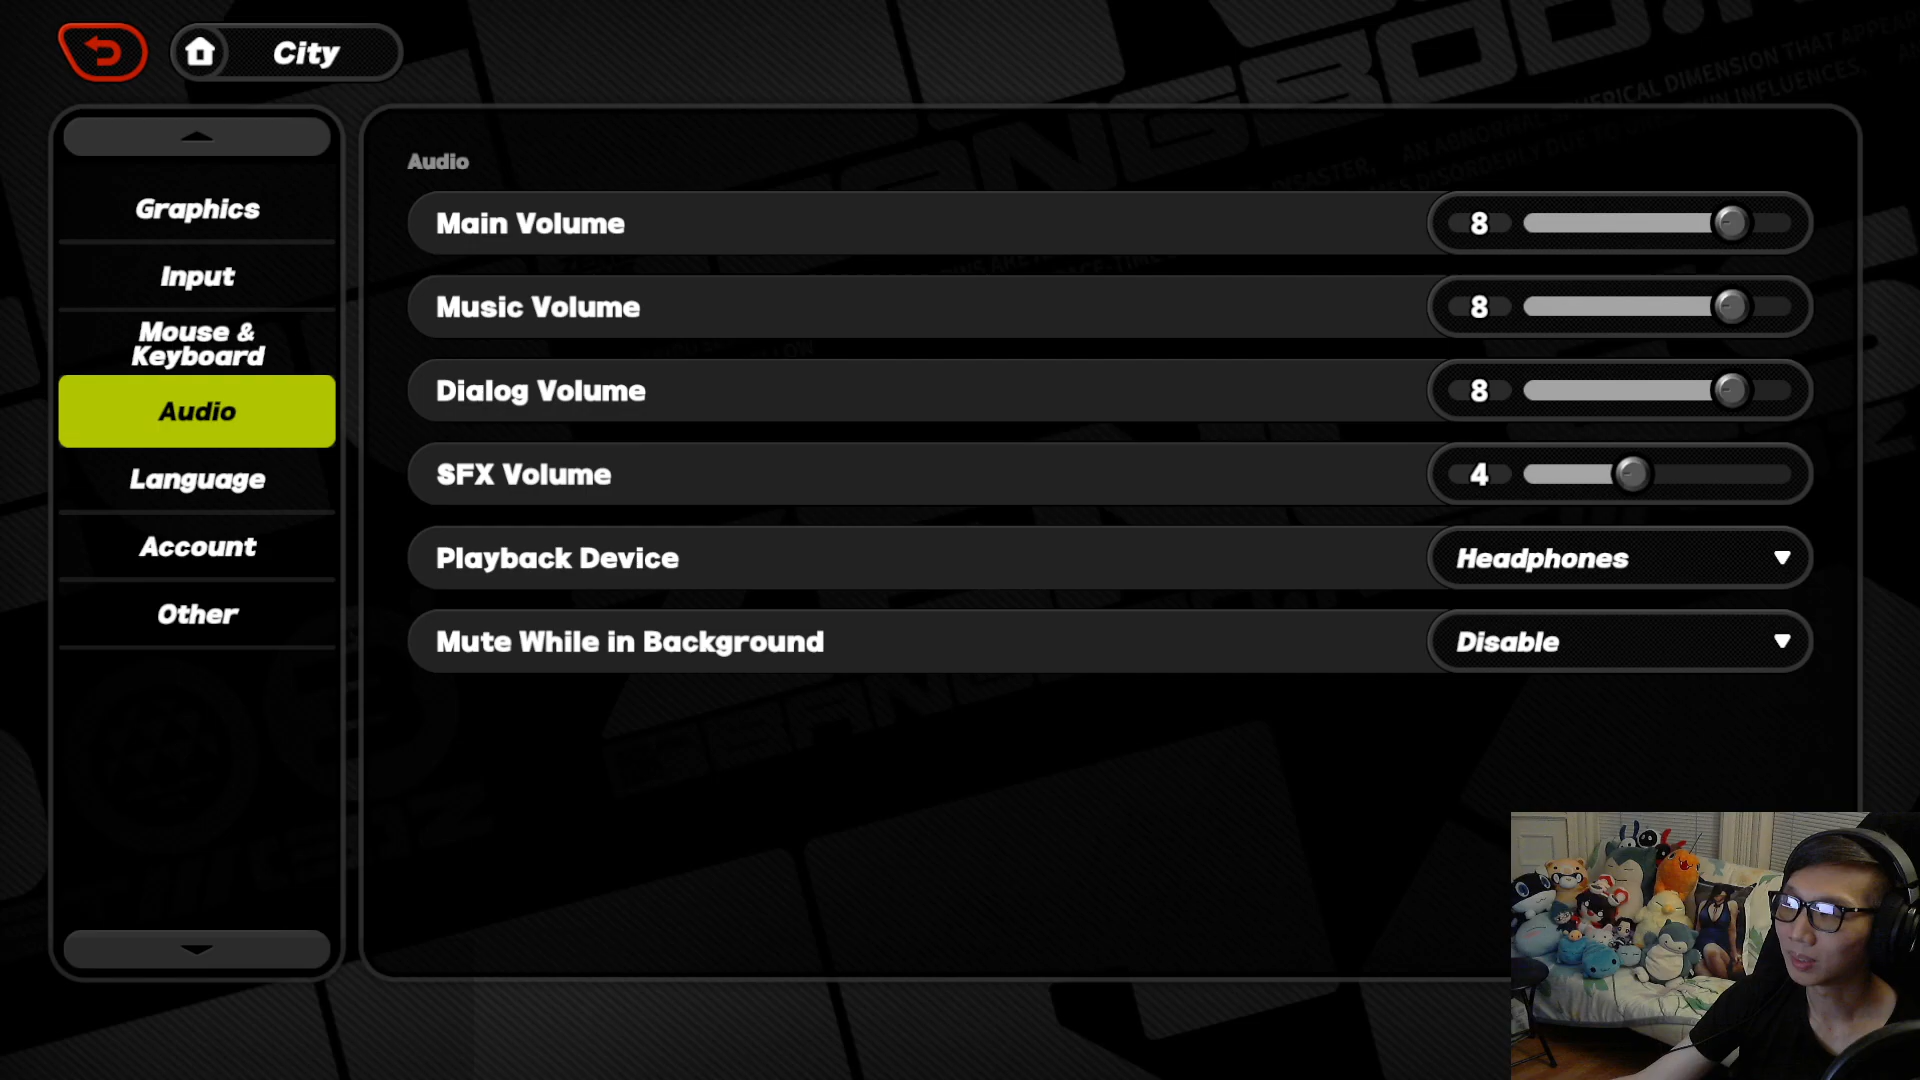 City
Graphics
Input
Mouse &
Keyboard
Audio
Language
Account
Other
Audio
Main Volume 8
Music Volume 8
Dialog Volume 8
SFX Volume 4
Playback Device Headphones
Mute While in Background Disable